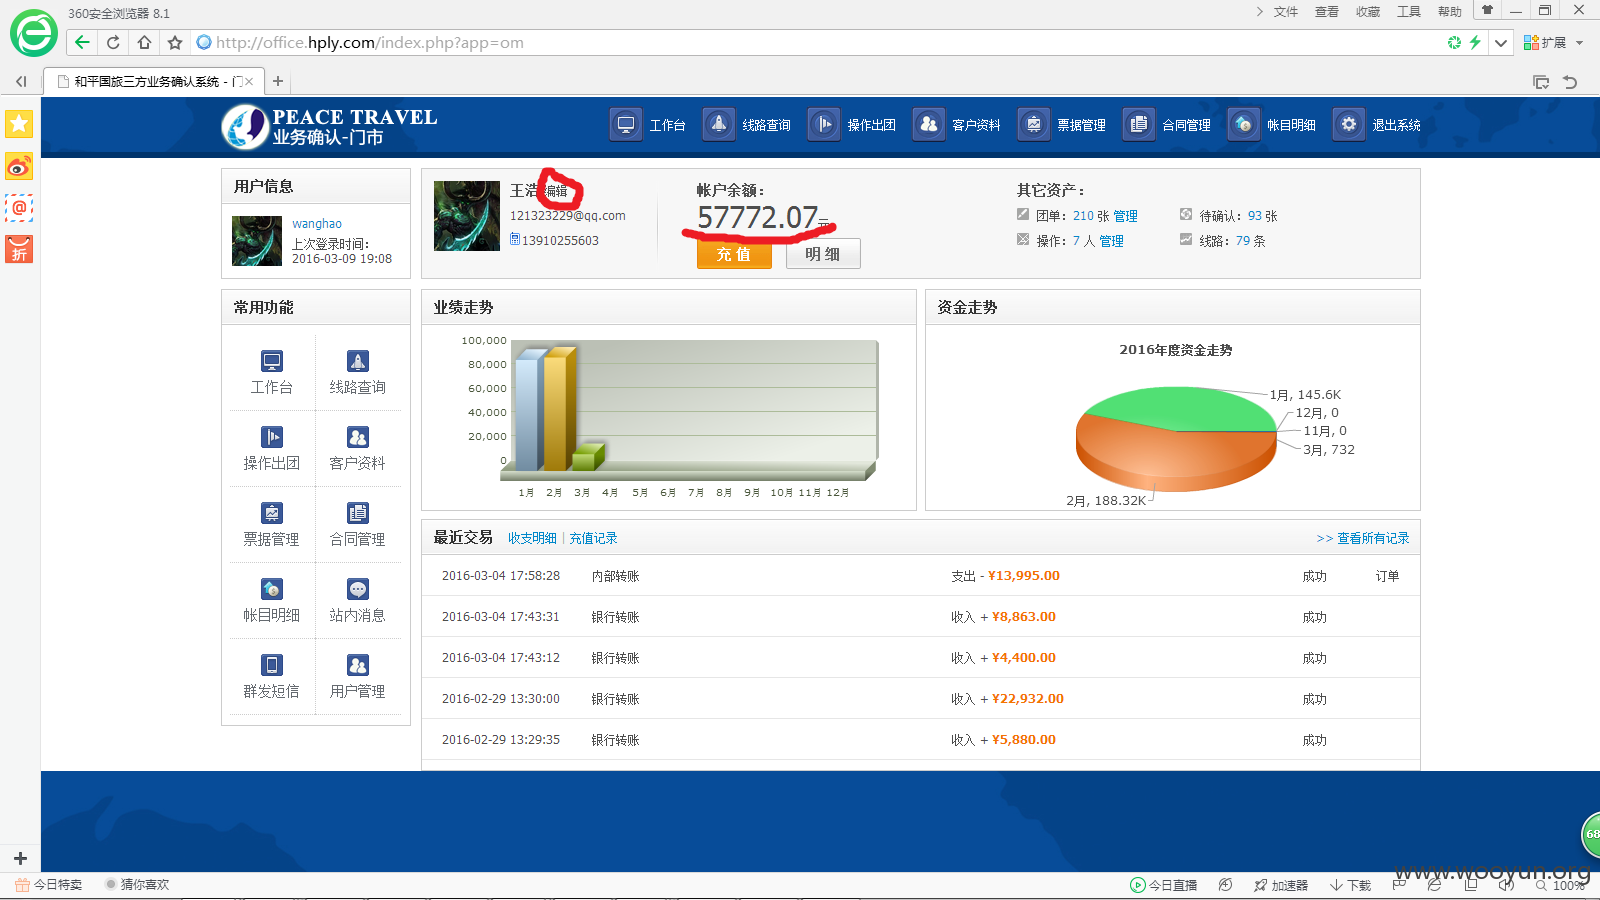 360安全浏览器 8.1
文件 查看 收藏 工具 帮助
http://office.hply.com/index.php?app=om
扩展
和平国旅三方业务确认系统 - 门
PEACE TRAVEL
业务确认-门市
工作台 线路查询 操作出团 客户资料 票据管理 合同管理 帐目明细 退出系统
用户信息
wanghao
上次登录时间:
2016-03-09 19:08
王浩 编辑
121323229@qq.com
13910255603
帐户余额:
57772.07元
充 值 明 细
其它资产:
团单: 210 张 管理 待确认: 93 张
操作: 7 人 管理 线路: 79 条
常用功能
工作台 线路查询
操作出团 客户资料
票据管理 合同管理
帐目明细 站内消息
群发短信 用户管理
业绩走势
100,000
80,000
60,000
40,000
20,000
0
1月 2月 3月 4月 5月 6月 7月 8月 9月 10月 11月 12月
资金走势
2016年度资金走势
1月, 145.6K
12月, 0
11月, 0
3月, 732
2月, 188.32K
最近交易 收支明细 | 充值记录 >> 查看所有记录
2016-03-04 17:58:28 内部转账 支出 - ¥13,995.00 成功 订单
2016-03-04 17:43:31 银行转账 收入 + ¥8,863.00 成功
2016-03-04 17:43:12 银行转账 收入 + ¥4,400.00 成功
2016-02-29 13:30:00 银行转账 收入 + ¥22,932.00 成功
2016-02-29 13:29:35 银行转账 收入 + ¥5,880.00 成功
68
www.wooyun.org
今日特卖 猜你喜欢 今日直播 加速器 下载 100%
折